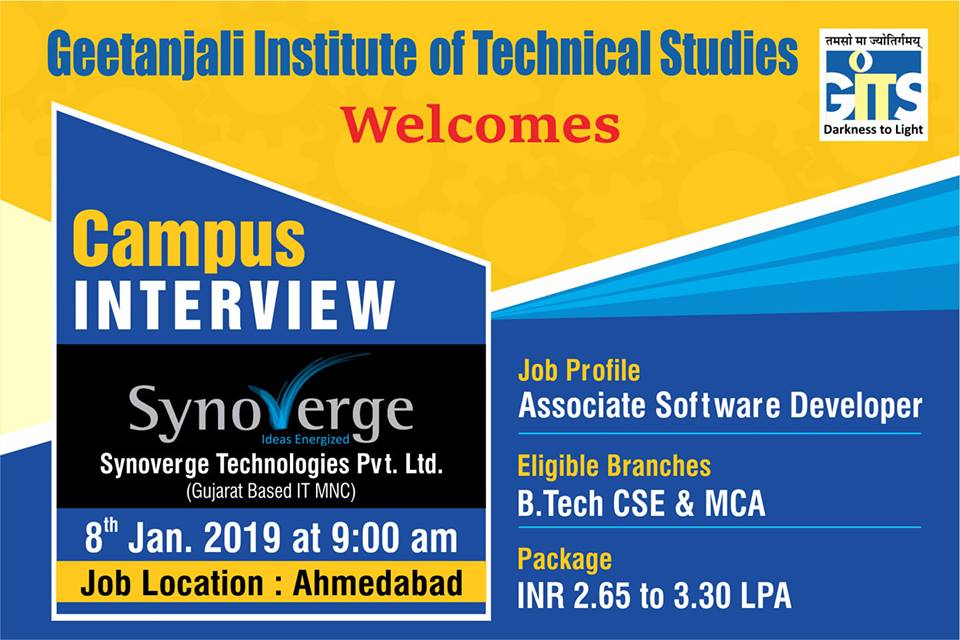 Geetanjali Institute of Technical Studies
तमसो मा ज्योतिर्गमय्
GITS
Darkness to Light
Welcomes
Campus
INTERVIEW
Synoverge
Ideas Energized
Synoverge Technologies Pvt. Ltd.
(Gujarat Based IT MNC)
8th Jan. 2019 at 9:00 am
Job Location : Ahmedabad
Job Profile
Associate Software Developer
Eligible Branches
B.Tech CSE & MCA
Package
INR 2.65 to 3.30 LPA